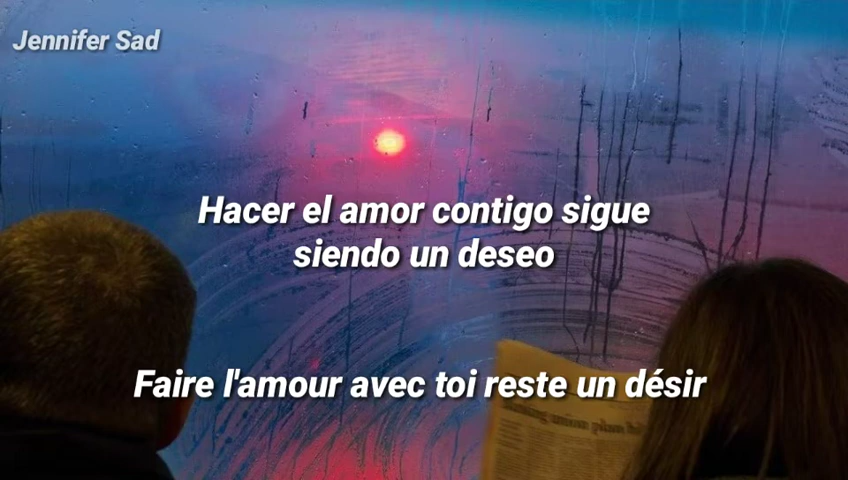 Jennifer Sad
Hacer el amor contigo sigue
siendo un deseo
Faire l'amour avec toi reste un désir